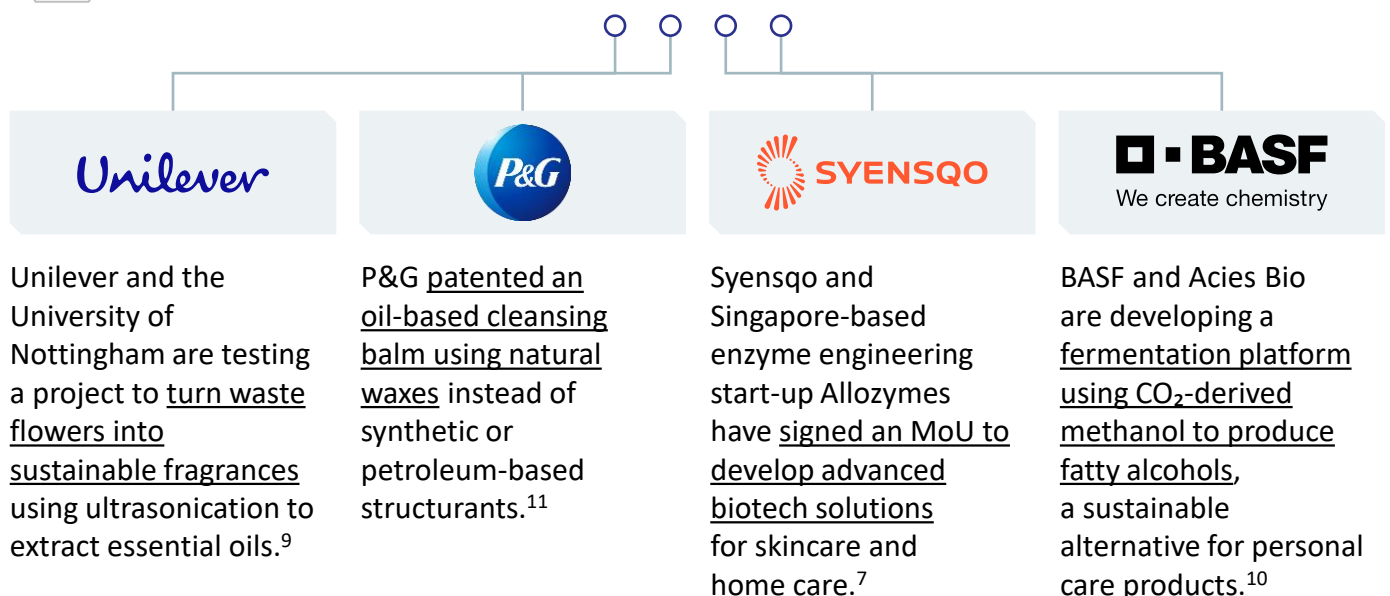 Unilever
P&G
SYENSQO
BASF
We create chemistry
Unilever and the
University of
Nottingham are testing
a project to turn waste
flowers into
sustainable fragrances
using ultrasonication to
extract essential oils.⁹
P&G patented an
oil-based cleansing
balm using natural
waxes instead of
synthetic or
petroleum-based
structurants.¹¹
Syensqo and
Singapore-based
enzyme engineering
start-up Allozymes
have signed an MoU to
develop advanced
biotech solutions
for skincare and
home care.⁷
BASF and Acies Bio
are developing a
fermentation platform
using CO₂-derived
methanol to produce
fatty alcohols,
a sustainable
alternative for personal
care products.¹⁰